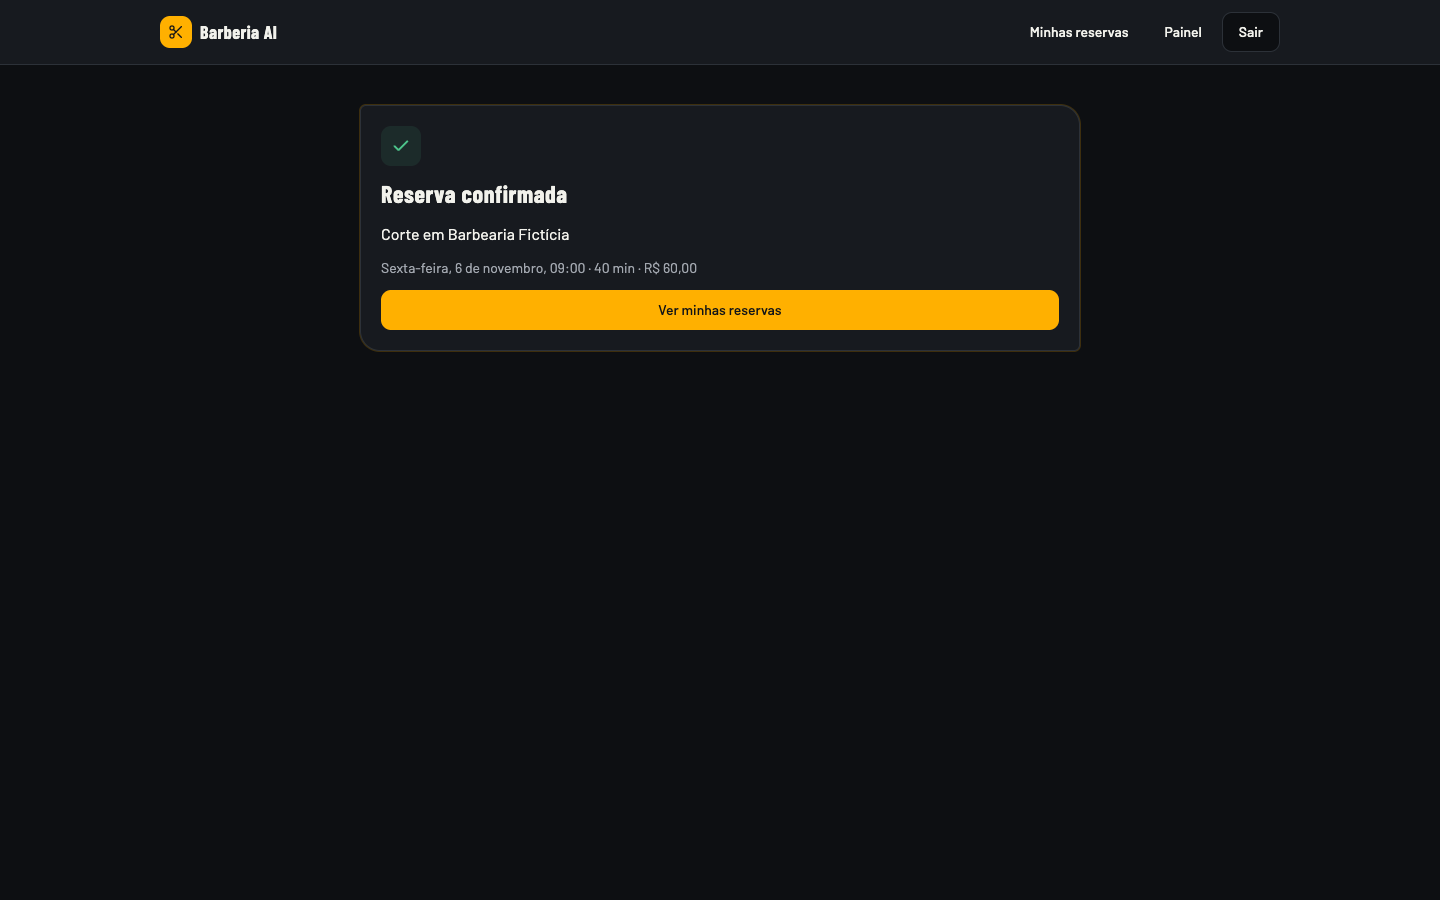 Barberia AI
Minhas reservas
Painel
Sair
Reserva confirmada
Corte em Barbearia Fictícia
Sexta-feira, 6 de novembro, 09:00 · 40 min · R$ 60,00
Ver minhas reservas